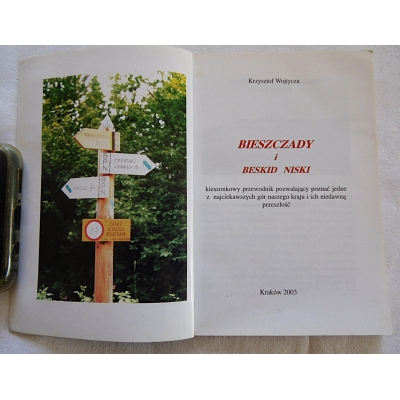 Krzysztof Wojtycza
BIESZCZADY
i
BESKID NISKI
kieszonkowy przewodnik pozwalający poznać jedne
z najciekawszych gór naszego kraju i ich niedawną
przeszłość
Kraków 2003